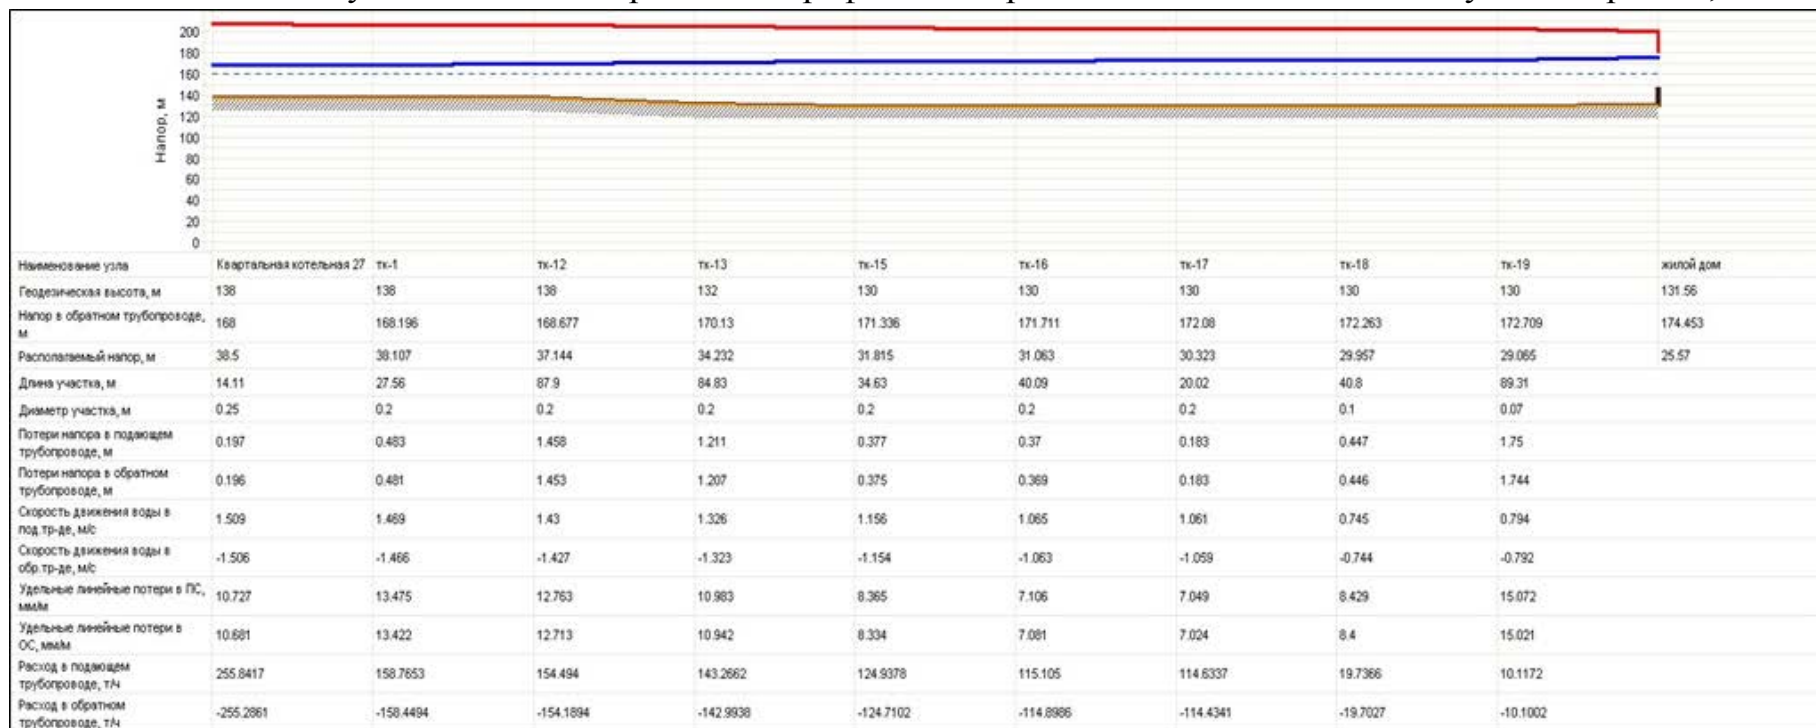 200
180
160
140
120
100
80
60
40
20
0
Напор, м
Наименование узла Квартальная котельная 27 тк-1 тк-12 тк-13 тк-15 тк-16 тк-17 тк-18 тк-19 жилой дом
Геодезическая высота, м 138 138 138 132 130 130 130 130 130 131.56
Напор в обратном трубопроводе,
м 168 168.196 168.677 170.13 171.336 171.711 172.08 172.263 172.709 174.453
Располагаемый напор, м 38.5 38.107 37.144 34.232 31.815 31.063 30.323 29.957 29.065 25.57
Длина участка, м 14.11 27.56 87.9 84.83 34.63 40.09 20.02 40.8 89.31
Диаметр участка, м 0.25 0.2 0.2 0.2 0.2 0.2 0.2 0.1 0.07
Потери напора в подающем
трубопроводе, м 0.197 0.483 1.458 1.211 0.377 0.37 0.183 0.447 1.75
Потери напора в обратном
трубопроводе, м 0.196 0.481 1.453 1.207 0.375 0.369 0.183 0.446 1.744
Скорость движения воды в
под.тр-де, м/с 1.509 1.469 1.43 1.326 1.156 1.065 1.061 0.745 0.794
Скорость движения воды в
обр.тр-де, м/с -1.506 -1.466 -1.427 -1.323 -1.154 -1.063 -1.059 -0.744 -0.792
Удельные линейные потери в ПС,
мм/м 10.727 13.475 12.763 10.983 8.365 7.106 7.049 8.429 15.072
Удельные линейные потери в
ОС, мм/м 10.681 13.422 12.713 10.942 8.334 7.081 7.024 8.4 15.021
Расход в подающем
трубопроводе, т/ч 255.8417 158.7653 154.494 143.2662 124.9378 115.105 114.6337 19.7366 10.1172
Расход в обратном
трубопроводе, т/ч -255.2861 -158.4494 -154.1894 -142.9938 -124.7102 -114.8986 -114.4341 -19.7027 -10.1002